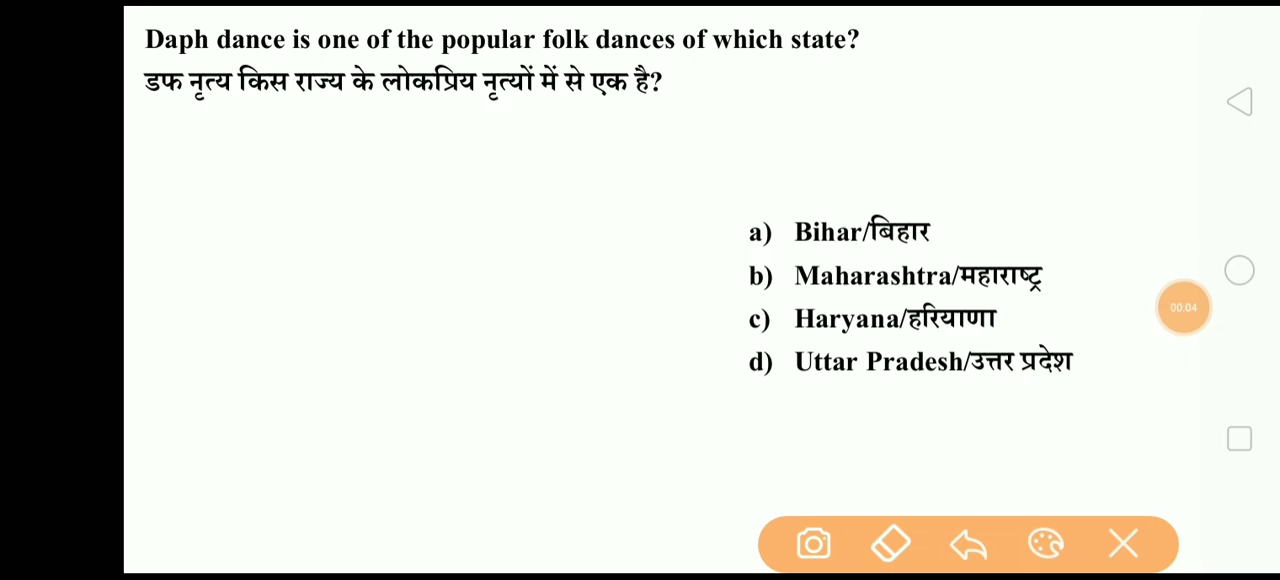 Daph dance is one of the popular folk dances of which state?
डफ नृत्य किस राज्य के लोकप्रिय नृत्यों में से एक है?
a) Bihar/बिहार
b) Maharashtra/महाराष्ट्र
c) Haryana/हरियाणा
00:04
d) Uttar Pradesh/उत्तर प्रदेश